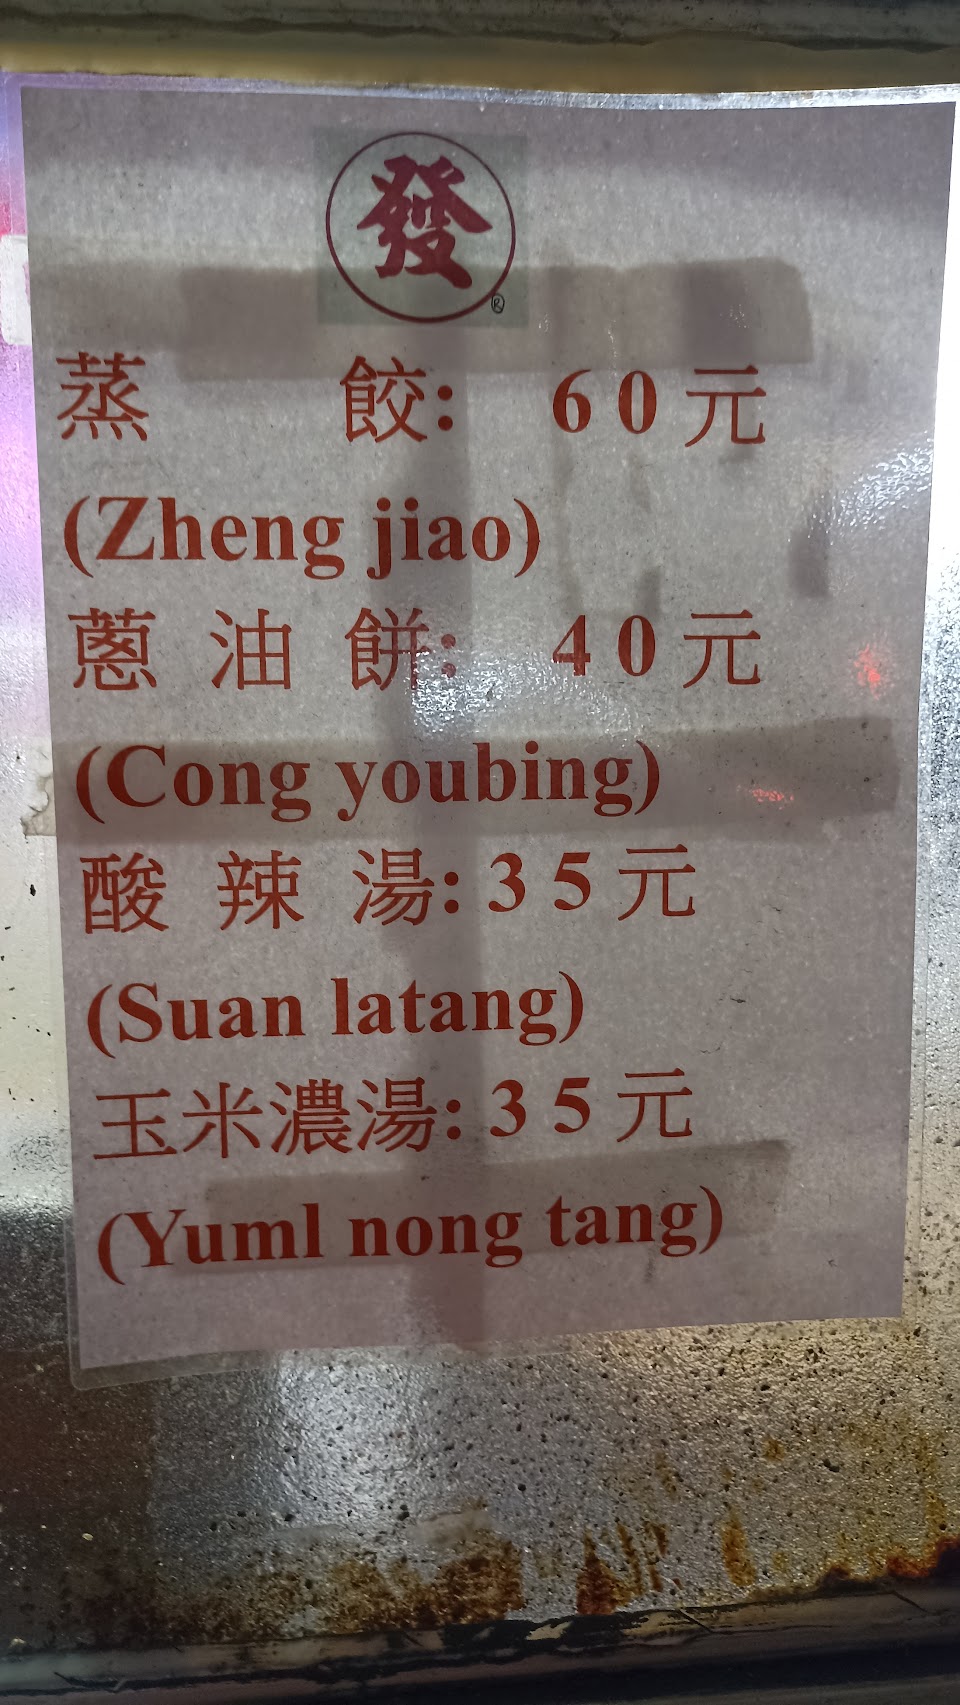 發
®
蒸 餃: 60元
(Zheng jiao)
蔥 油 餅: 40元
(Cong youbing)
酸 辣 湯:35元
(Suan latang)
玉米濃湯:35元
(Yuml nong tang)